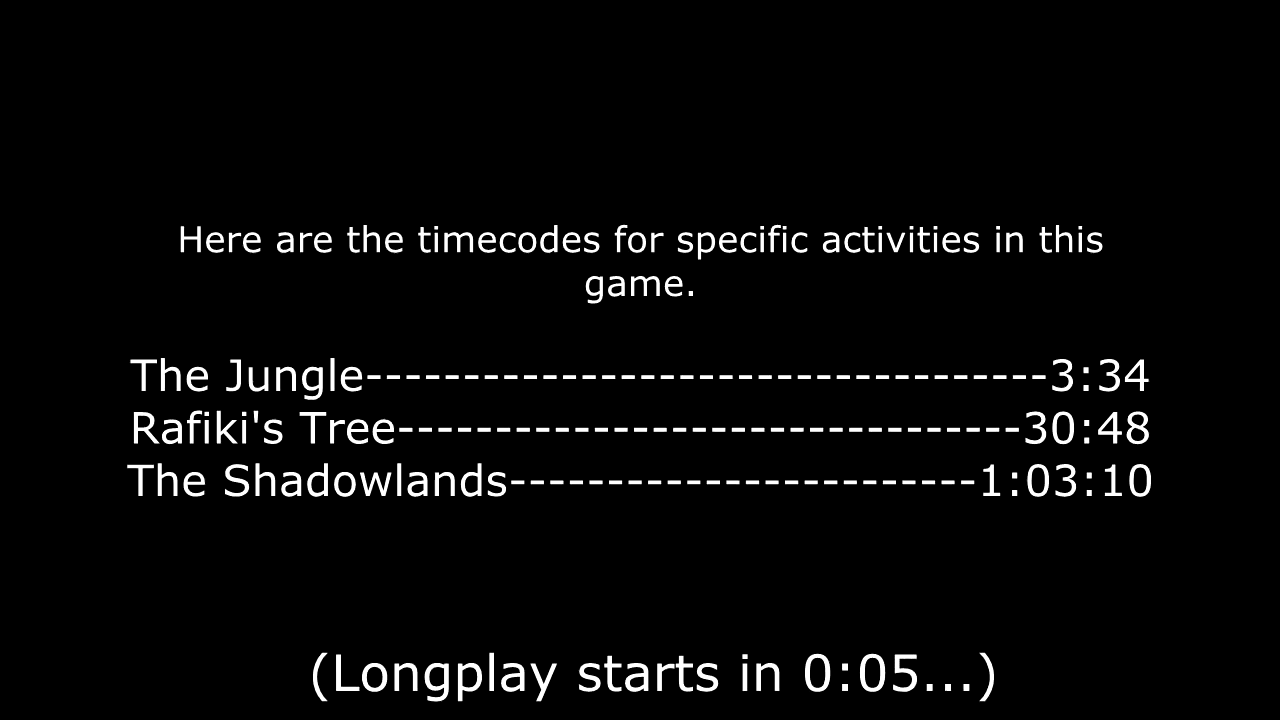 Here are the timecodes for specific activities in this
game.
The Jungle-----------------------------------3:34
Rafiki's Tree--------------------------------30:48
The Shadowlands------------------------1:03:10
(Longplay starts in 0:05...)